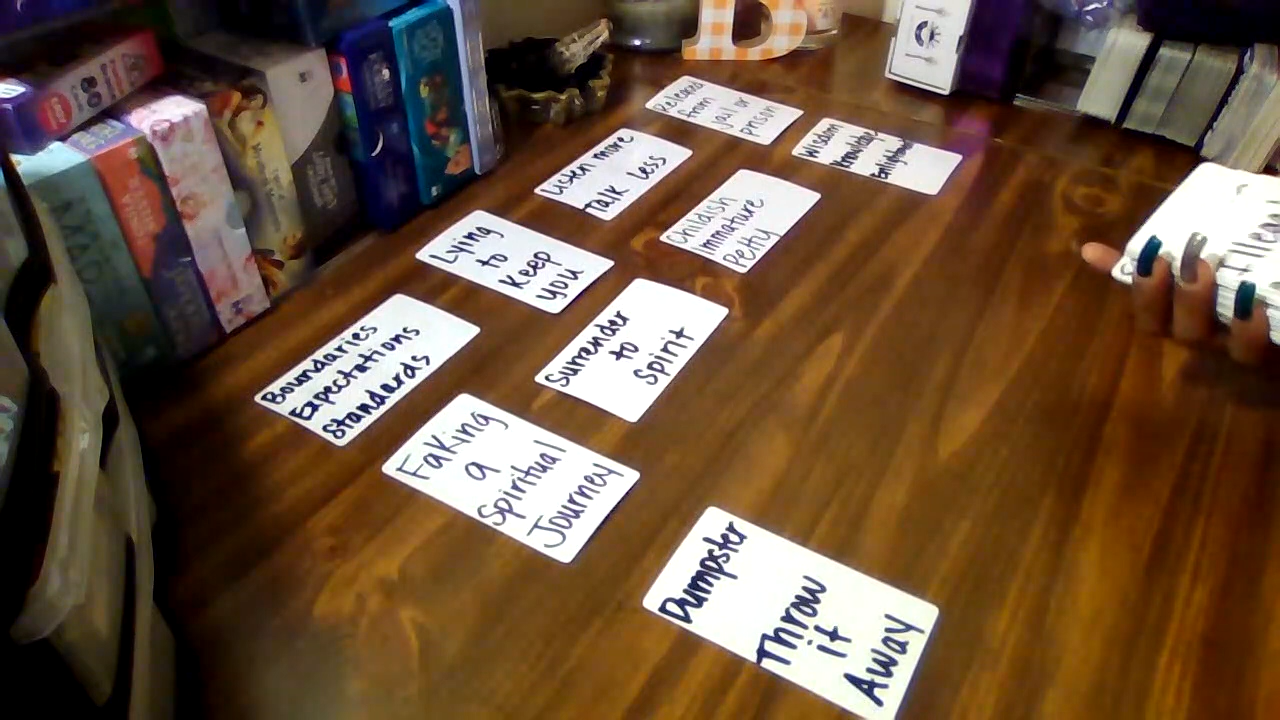 Released
from
Jail or
prison
Wisdom
Knowledge
Listen more
Talk Less
Childish
Immature
Petty
Lying
to
Keep
you
Surrender
to
Spirit
Boundaries
Expectations
Standards
Faking
a
Spiritual
Journey
Dumpster
Throw
it
Away
Illegal
B